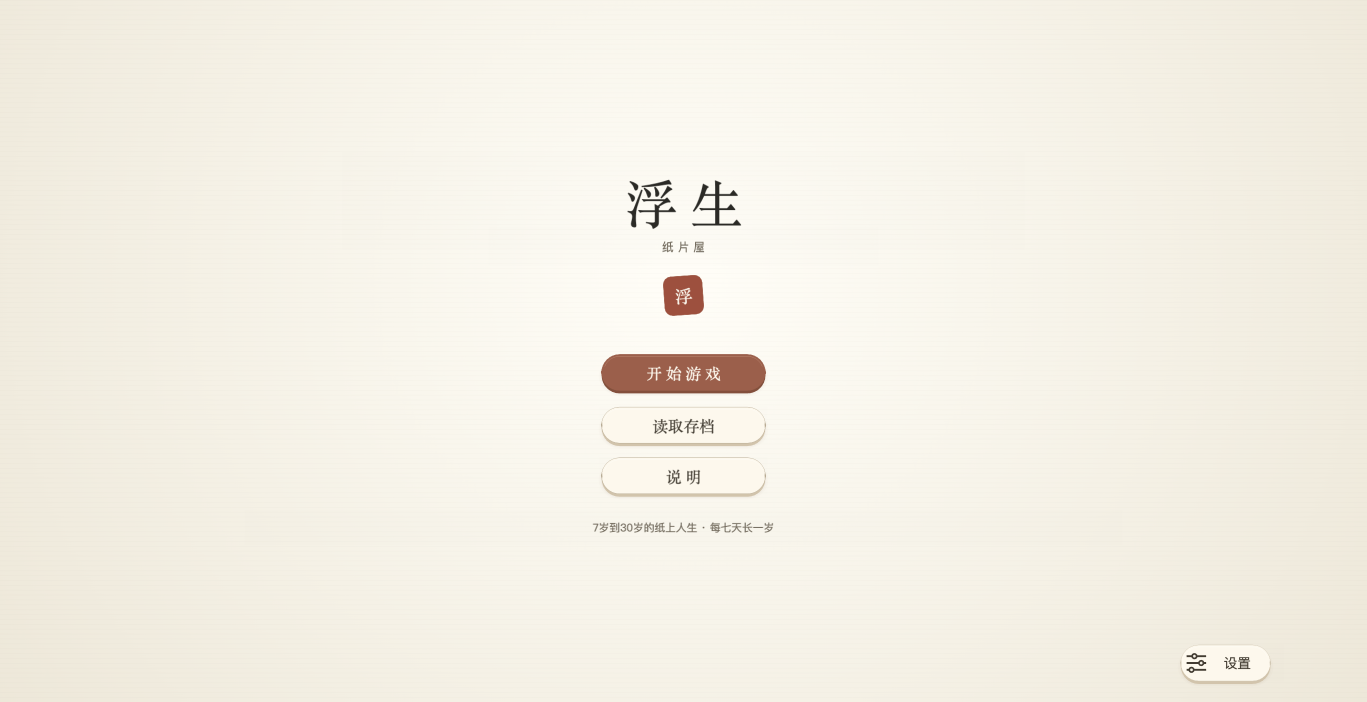 浮生
纸片屋
浮
开始游戏
读取存档
说明
7岁到30岁的纸上人生 · 每七天长一岁
设置